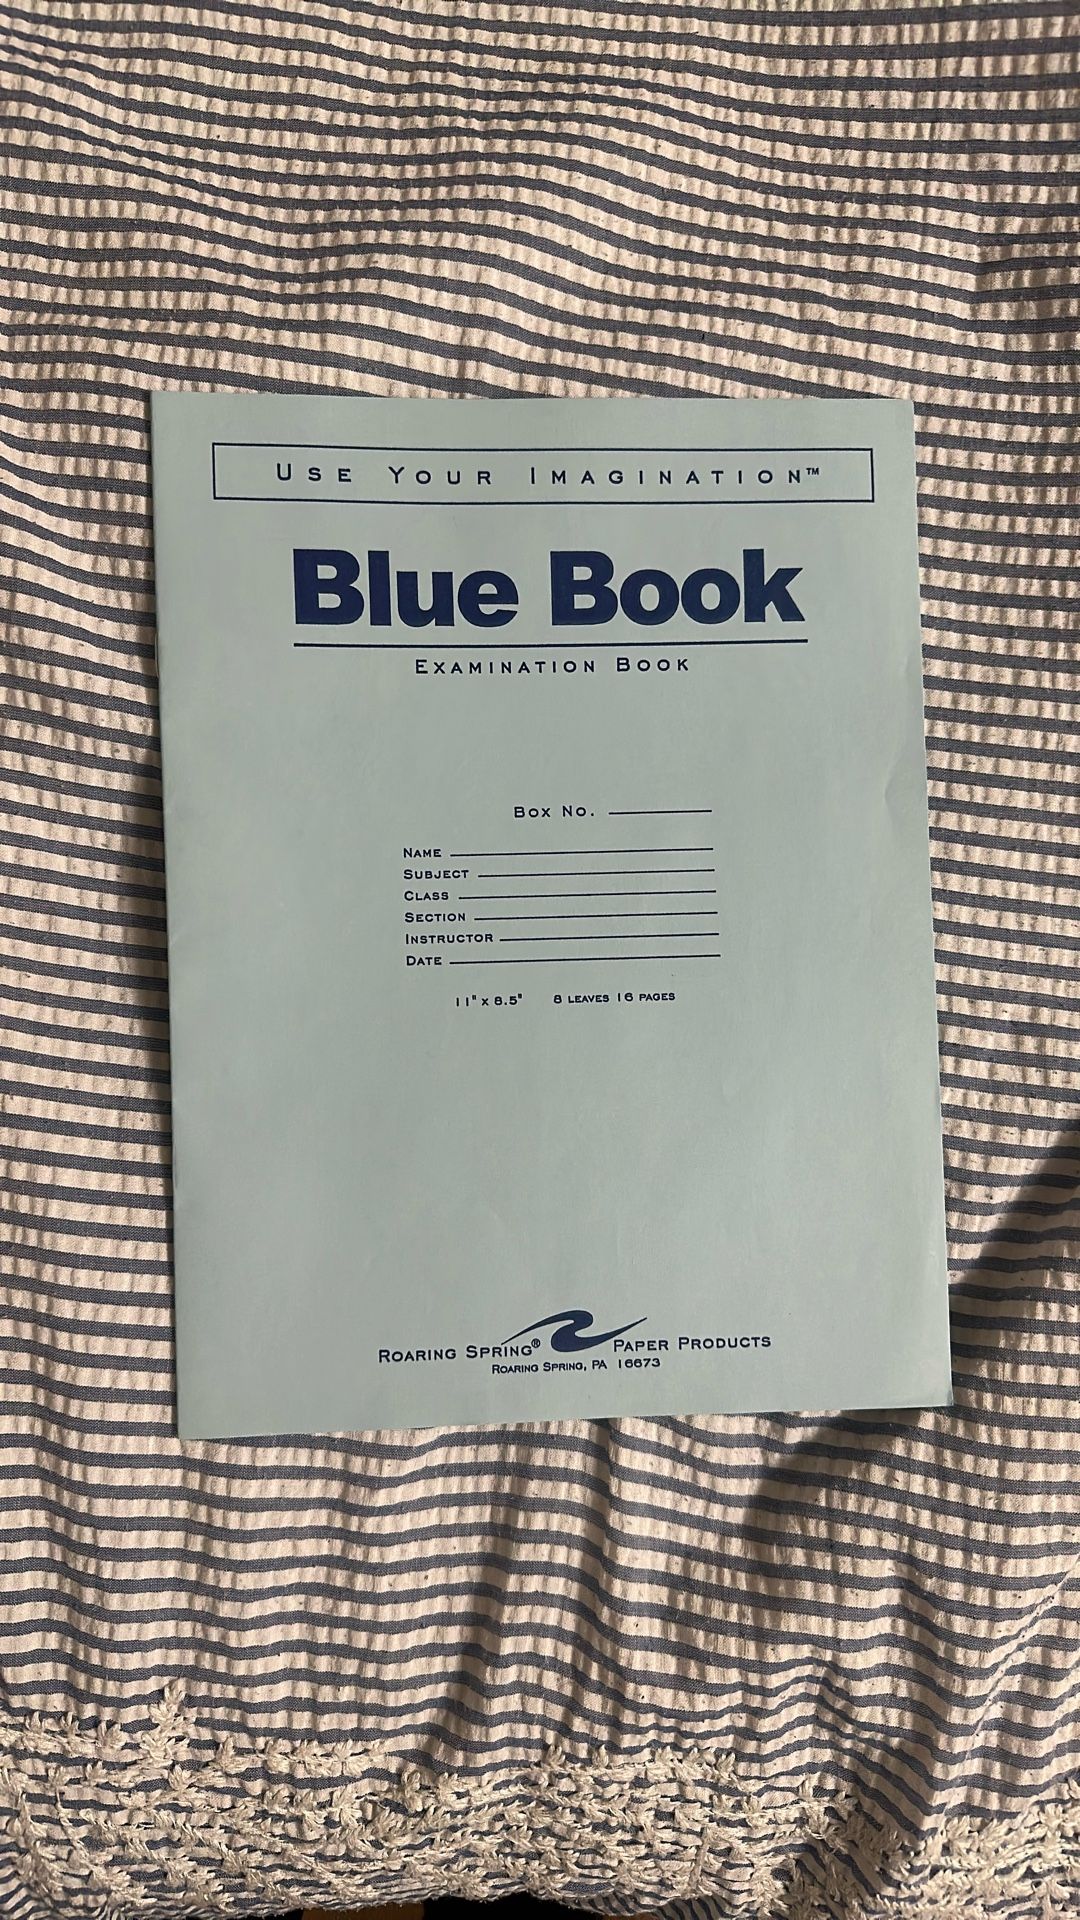 Use Your Imagination™
Blue Book
Examination Book
Box No.
Name
Subject
Class
Section
Instructor
Date
11" x 8.5" 8 leaves 16 pages
Roaring Spring® Paper Products
Roaring Spring, PA 16673